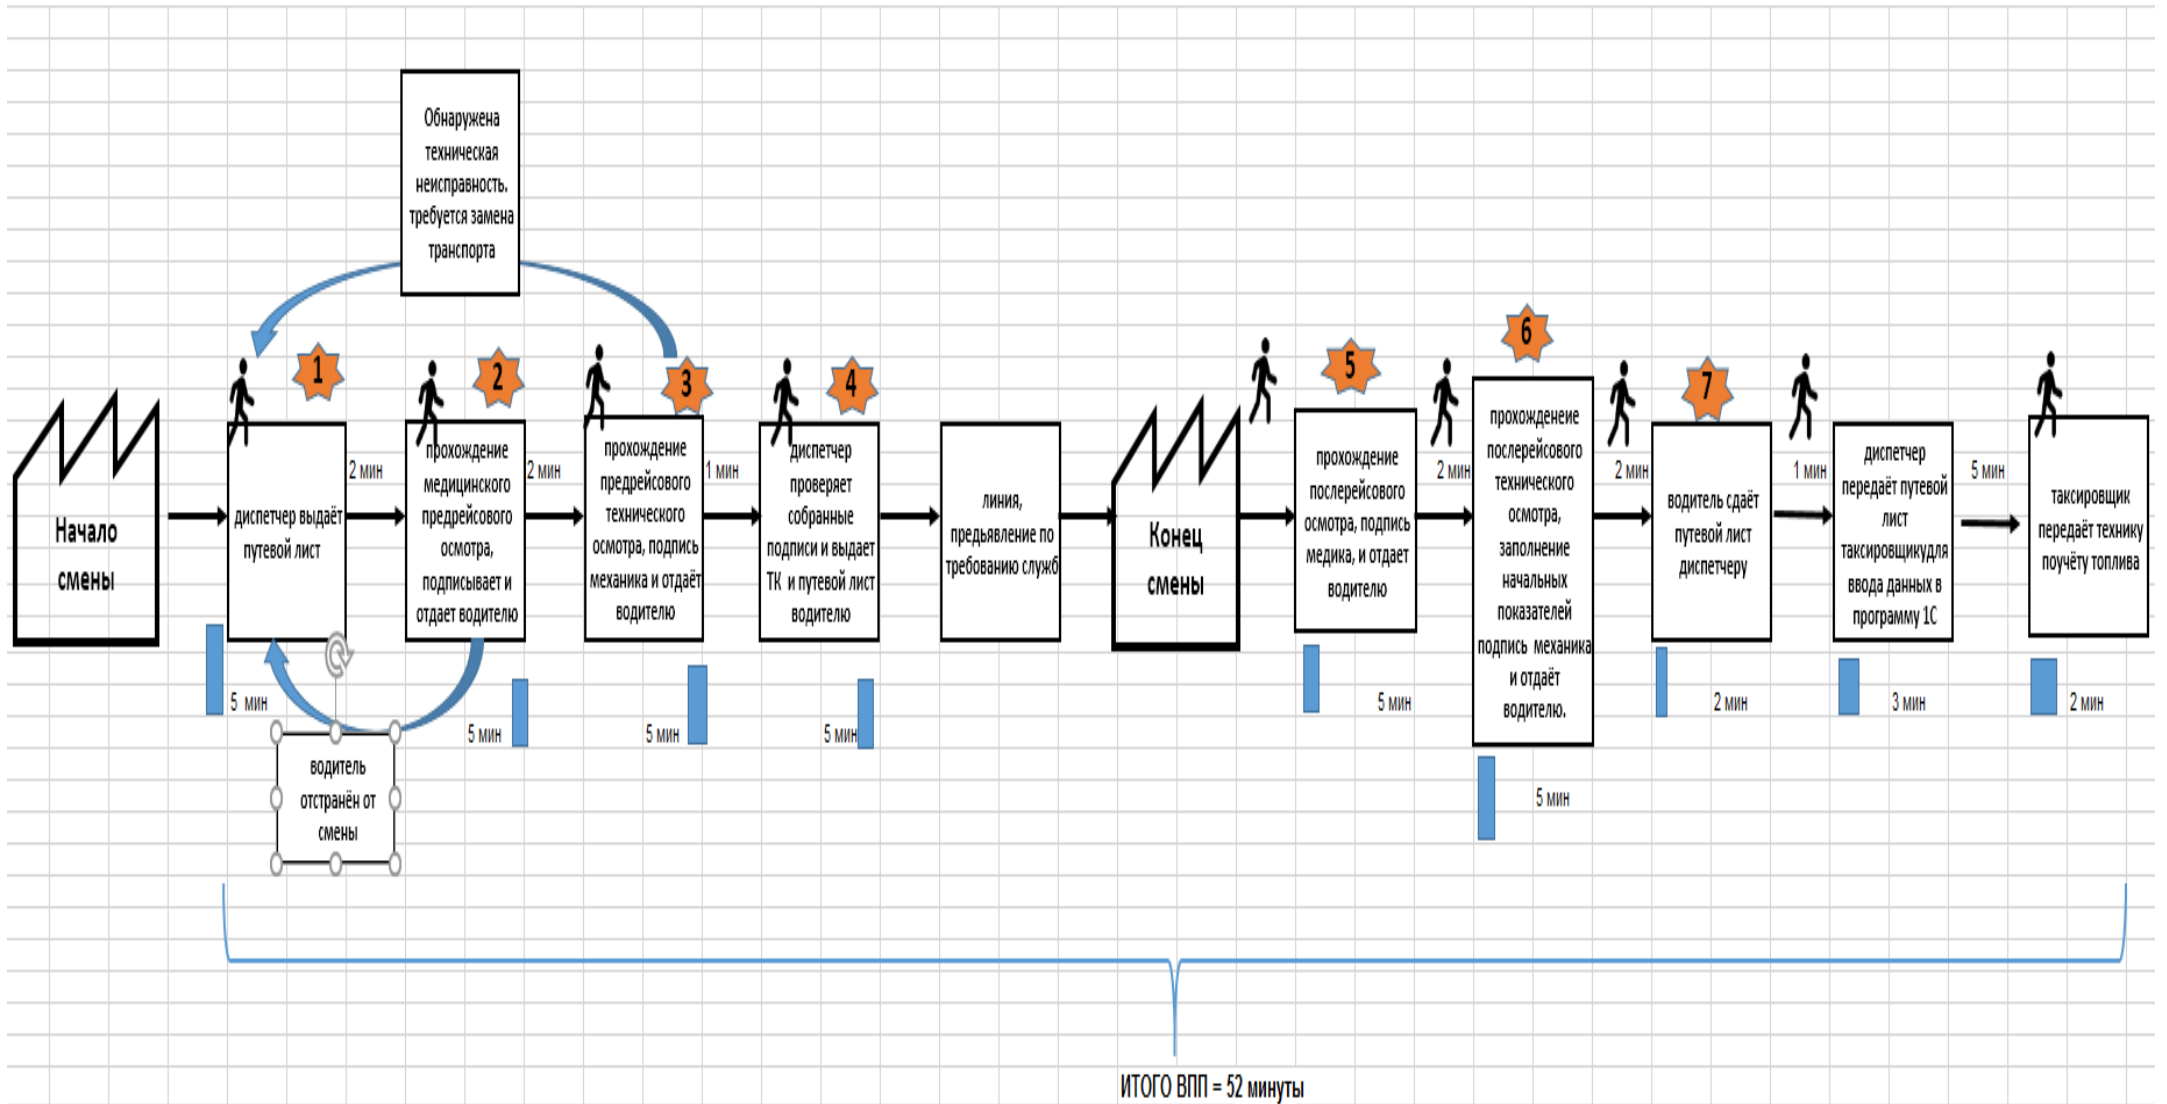 Обнаружена
техническая
неисправность.
требуется замена
транспорта
1
2
3
4
5
6
7
Начало
смены
диспетчер выдаёт
путевой лист
2 мин
прохождение
медицинского
предрейсового
осмотра,
подписывает и
отдает водителю
2 мин
прохождение
предрейсового
технического
осмотра, подпись
механика и отдаёт
водителю
1 мин
диспетчер
проверяет
собранные
подписи и выдает
ТК и путевой лист
водителю
линия,
предьявление по
требованию служб
Конец
смены
прохождение
послерейсового
осмотра, подпись
медика, и отдает
водителю
2 мин
прохожденеие
послерейсового
технического
осмотра,
заполнение
начальных
показателей
подпись механика
и отдаёт
водителю.
2 мин
водитель сдаёт
путевой лист
диспетчеру
1 мин
диспетчер
передаёт путевой
лист
таксировщикудля
ввода данных в
программу 1С
5 мин
таксировщик
передаёт технику
поучёту топлива
5 мин
5 мин
5 мин
5 мин
5 мин
5 мин
2 мин
3 мин
2 мин
водитель
отстранён от
смены
ИТОГО ВПП = 52 минуты